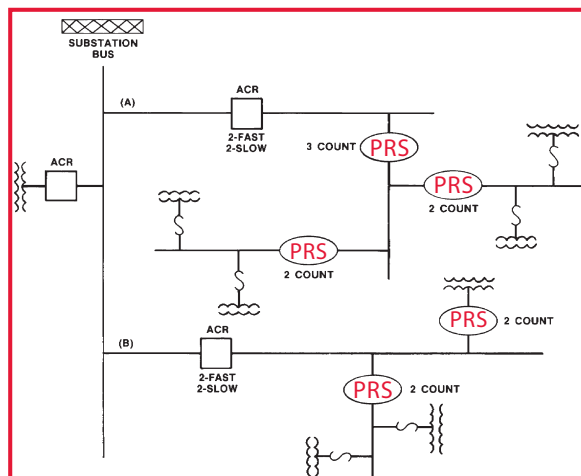 SUBSTATION
BUS
(A)
ACR
2-FAST
2-SLOW
3 COUNT
PRS
ACR
PRS
2 COUNT
PRS
2 COUNT
PRS
2 COUNT
ACR
(B)
2-FAST
2-SLOW
PRS
2 COUNT